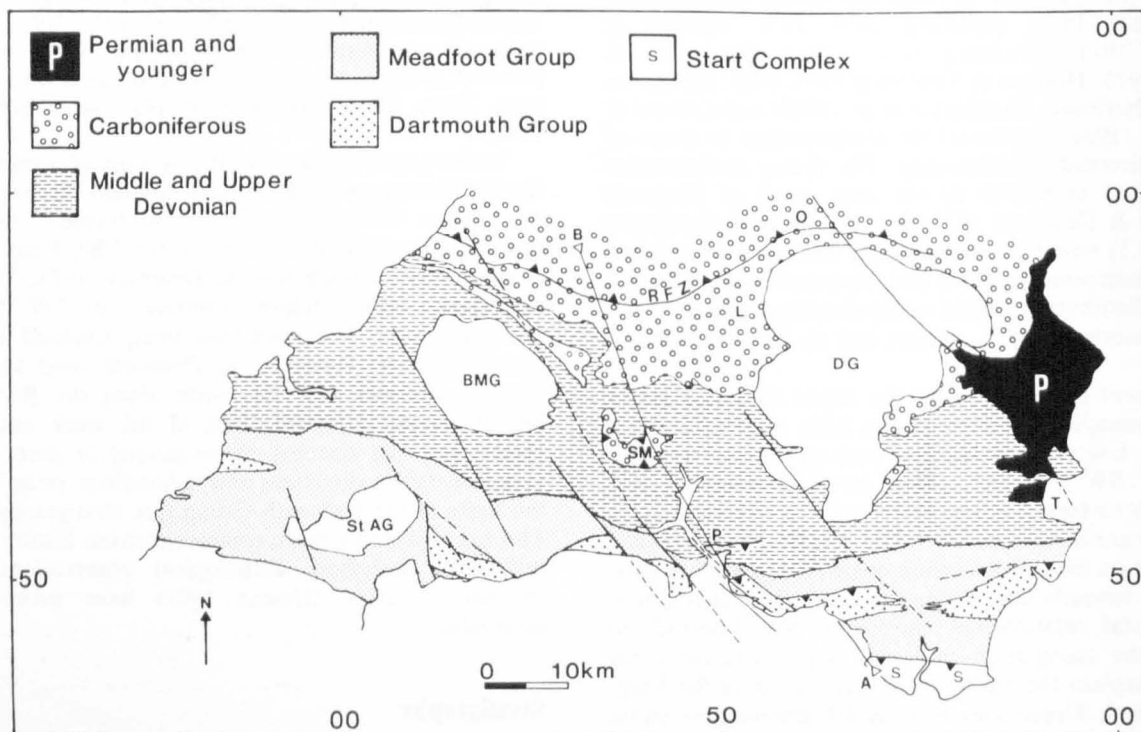 00
P Permian and
younger
Meadfoot Group
S Start Complex
Carboniferous
Dartmouth Group
Middle and Upper
Devonian
00
B
O
RFZ
L
BMG
DG
P
SM
T
St AG
P
50
50
N
0 10km
A
S
S
00
50
00